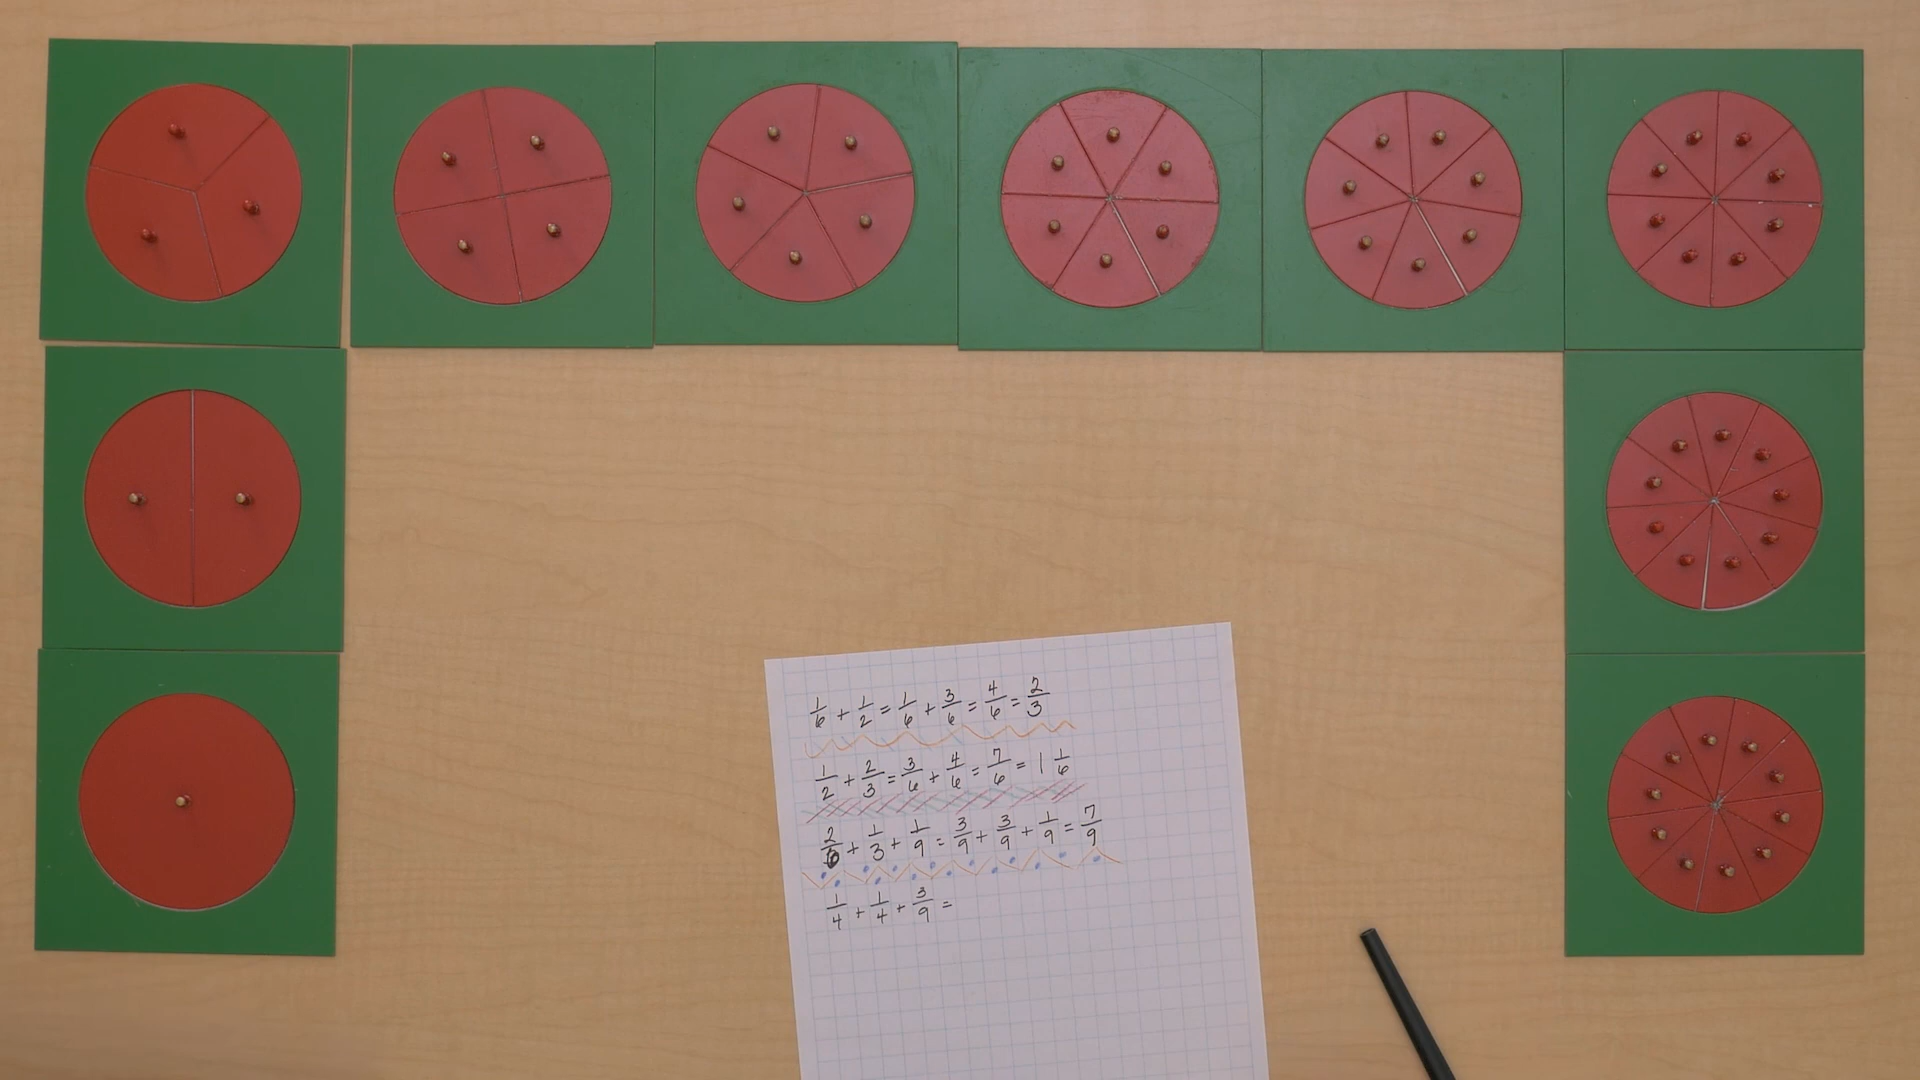 1/6 + 1/2 = 1/6 + 3/6 = 4/6 = 2/3
1/2 + 2/3 = 3/6 + 4/6 = 7/6 = 1 1/6
2/6 + 1/3 + 1/9 = 3/9 + 3/9 + 1/9 = 7/9
1/4 + 1/4 + 3/9 =